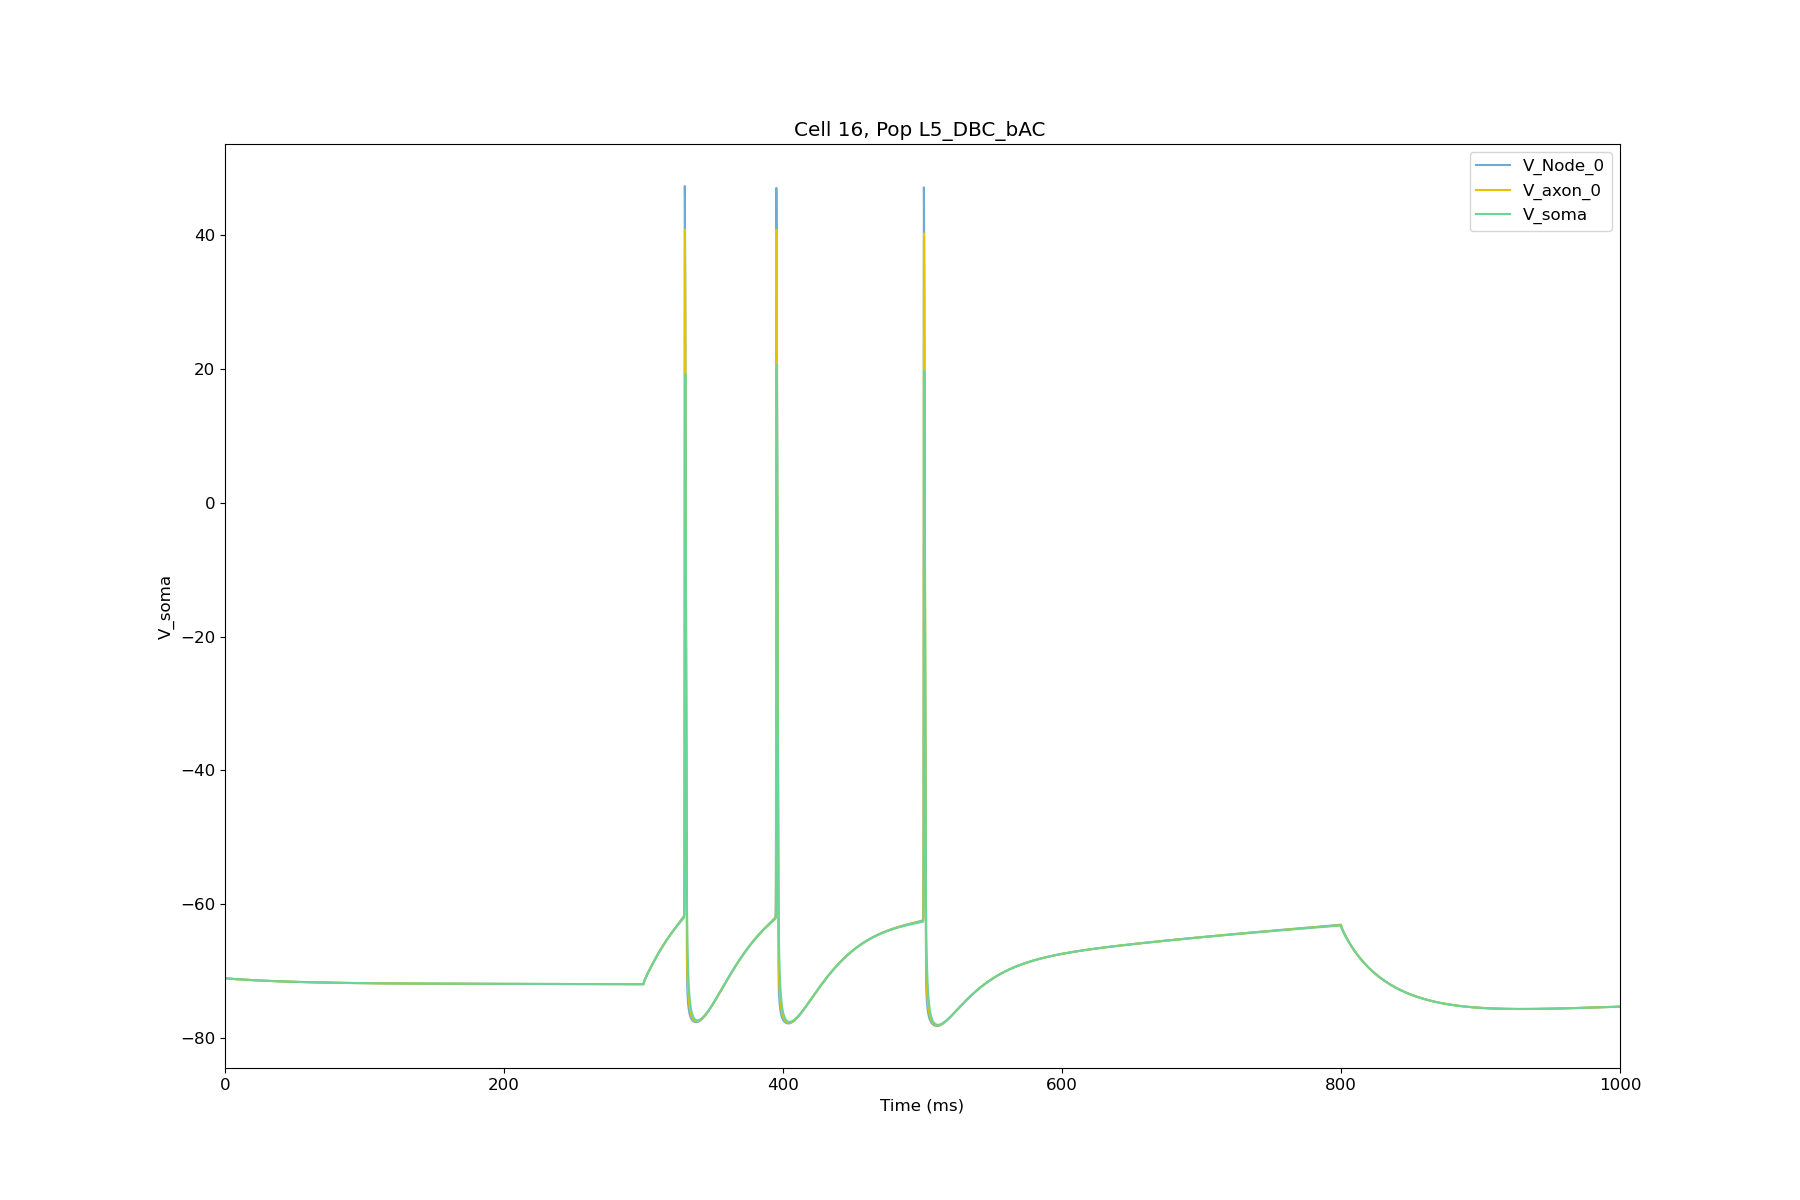 Cell 16, Pop L5_DBC_bAC
V_Node_0
V_axon_0
V_soma
40
20
0
−20
−40
−60
−80
V_soma
0 200 400 600 800 1000
Time (ms)